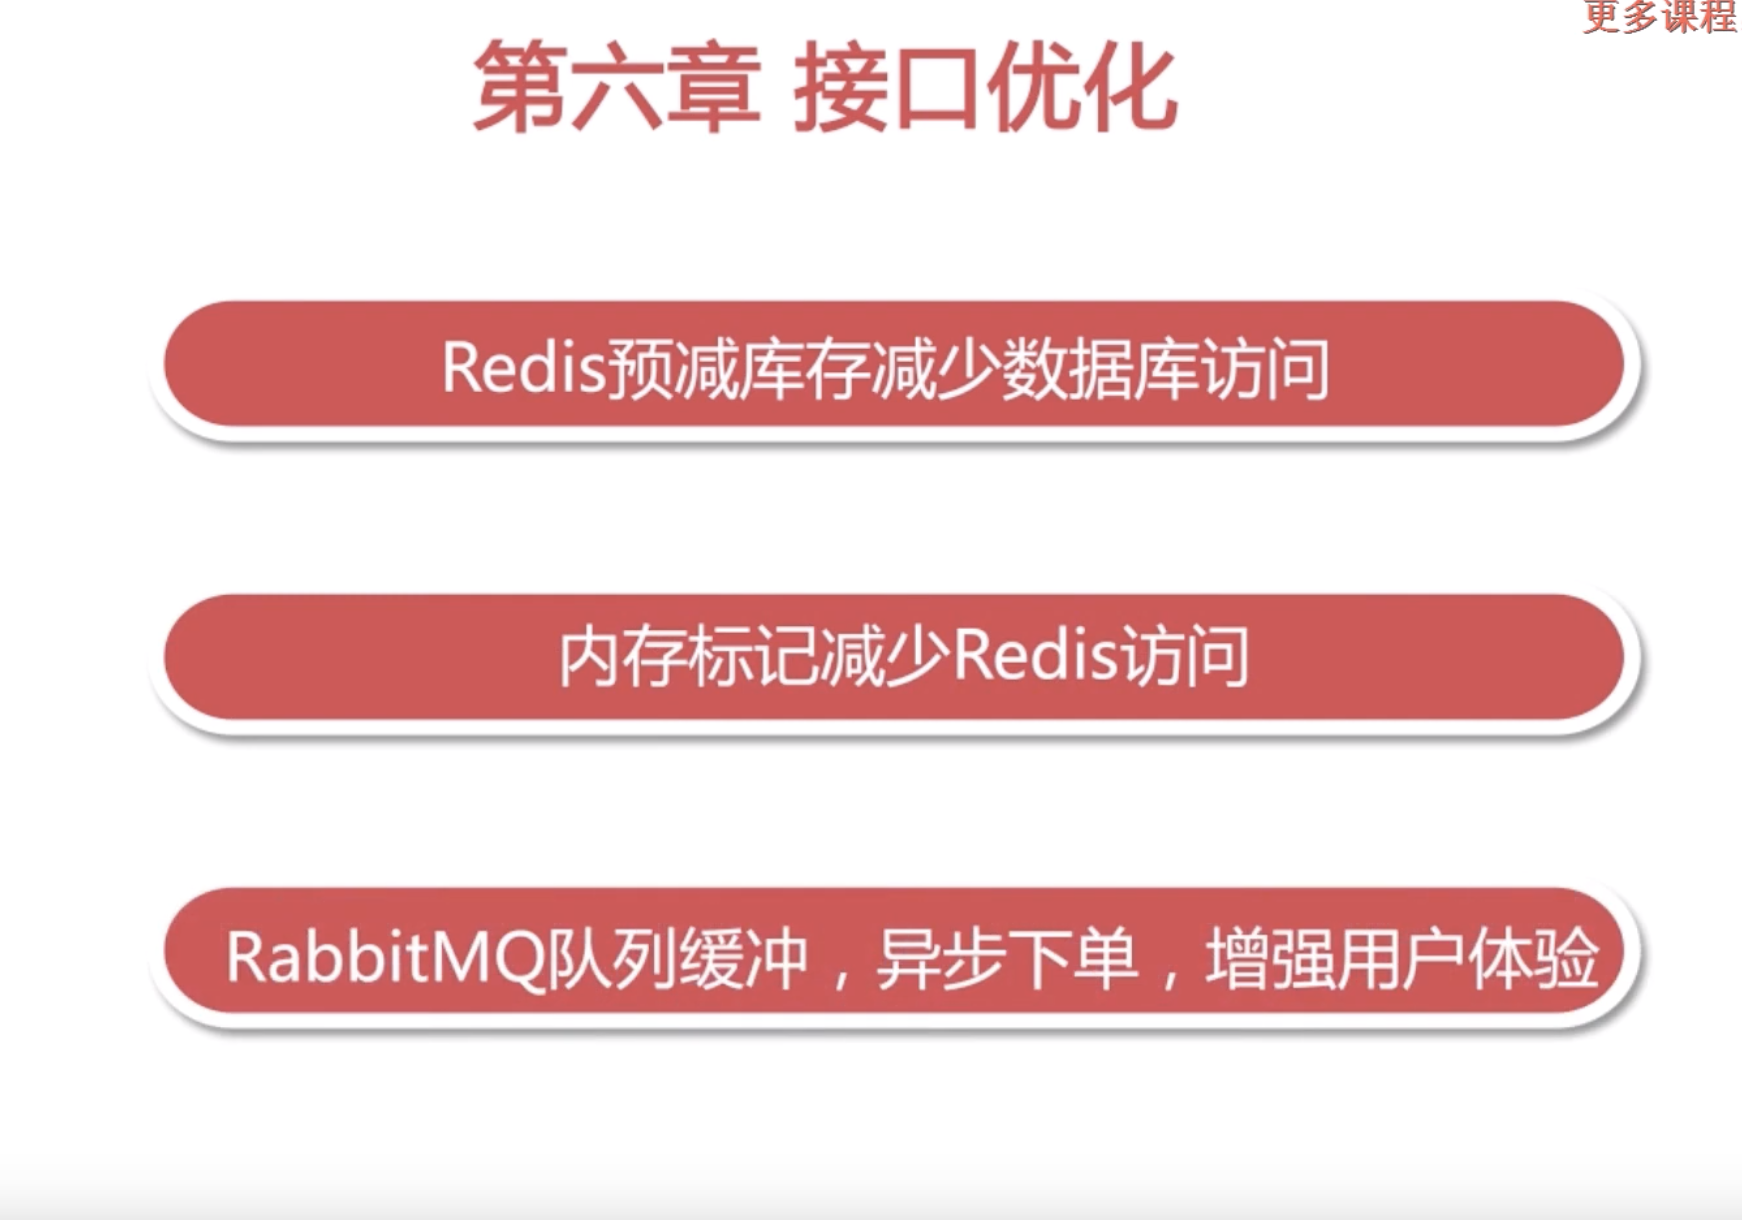 更多课程
第六章 接口优化
Redis预减库存减少数据库访问
内存标记减少Redis访问
RabbitMQ队列缓冲，异步下单，增强用户体验